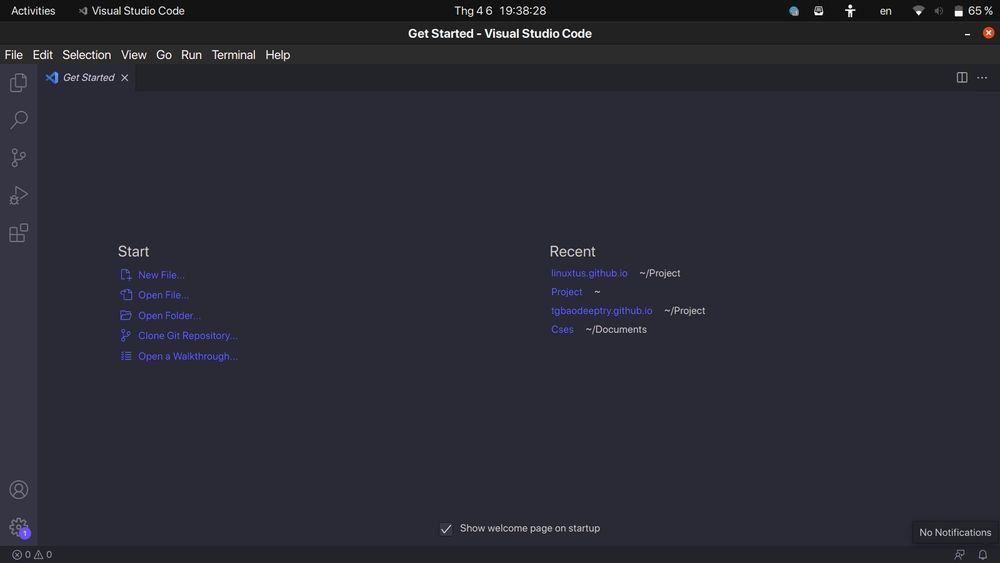 Activities Visual Studio Code Thg 4 6 19:38:28 en 65 %
Get Started - Visual Studio Code
File Edit Selection View Go Run Terminal Help
Get Started
Start
New File...
Open File...
Open Folder...
Clone Git Repository...
Open a Walkthrough...
Recent
linuxtus.github.io ~/Project
Project ~
tgbaodeeptry.github.io ~/Project
Cses ~/Documents
Show welcome page on startup
No Notifications
1
0 0